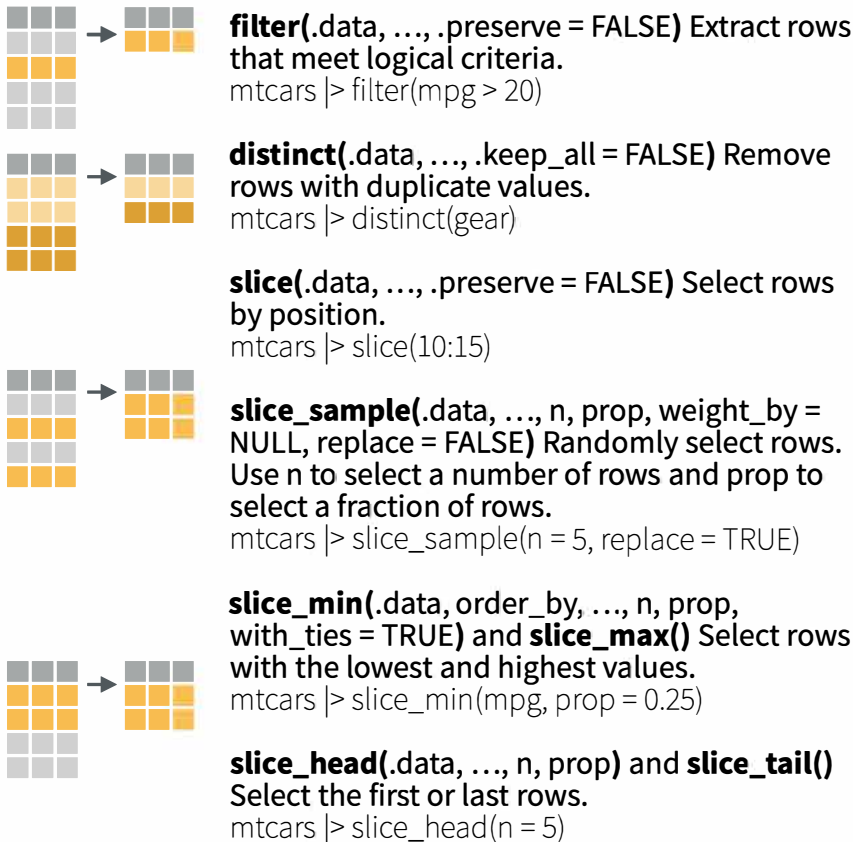 filter(.data, …, .preserve = FALSE) Extract rows
that meet logical criteria.
mtcars |> filter(mpg > 20)
distinct(.data, …, .keep_all = FALSE) Remove
rows with duplicate values.
mtcars |> distinct(gear)
slice(.data, …, .preserve = FALSE) Select rows
by position.
mtcars |> slice(10:15)
slice_sample(.data, …, n, prop, weight_by =
NULL, replace = FALSE) Randomly select rows.
Use n to select a number of rows and prop to
select a fraction of rows.
mtcars |> slice_sample(n = 5, replace = TRUE)
slice_min(.data, order_by, …, n, prop,
with_ties = TRUE) and slice_max() Select rows
with the lowest and highest values.
mtcars |> slice_min(mpg, prop = 0.25)
slice_head(.data, …, n, prop) and slice_tail()
Select the first or last rows.
mtcars |> slice_head(n = 5)